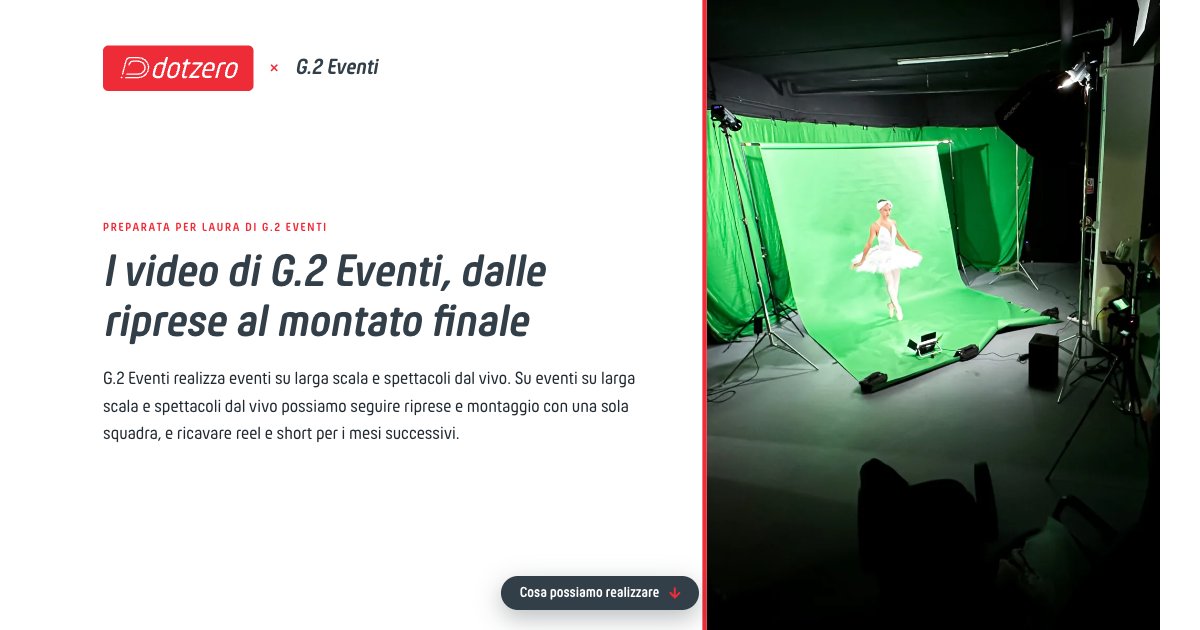 dotzero × G.2 Eventi
PREPARATA PER LAURA DI G.2 EVENTI
I video di G.2 Eventi, dalle
riprese al montato finale
G.2 Eventi realizza eventi su larga scala e spettacoli dal vivo. Su eventi su larga
scala e spettacoli dal vivo possiamo seguire riprese e montaggio con una sola
squadra, e ricavare reel e short per i mesi successivi.
Cosa possiamo realizzare ↓